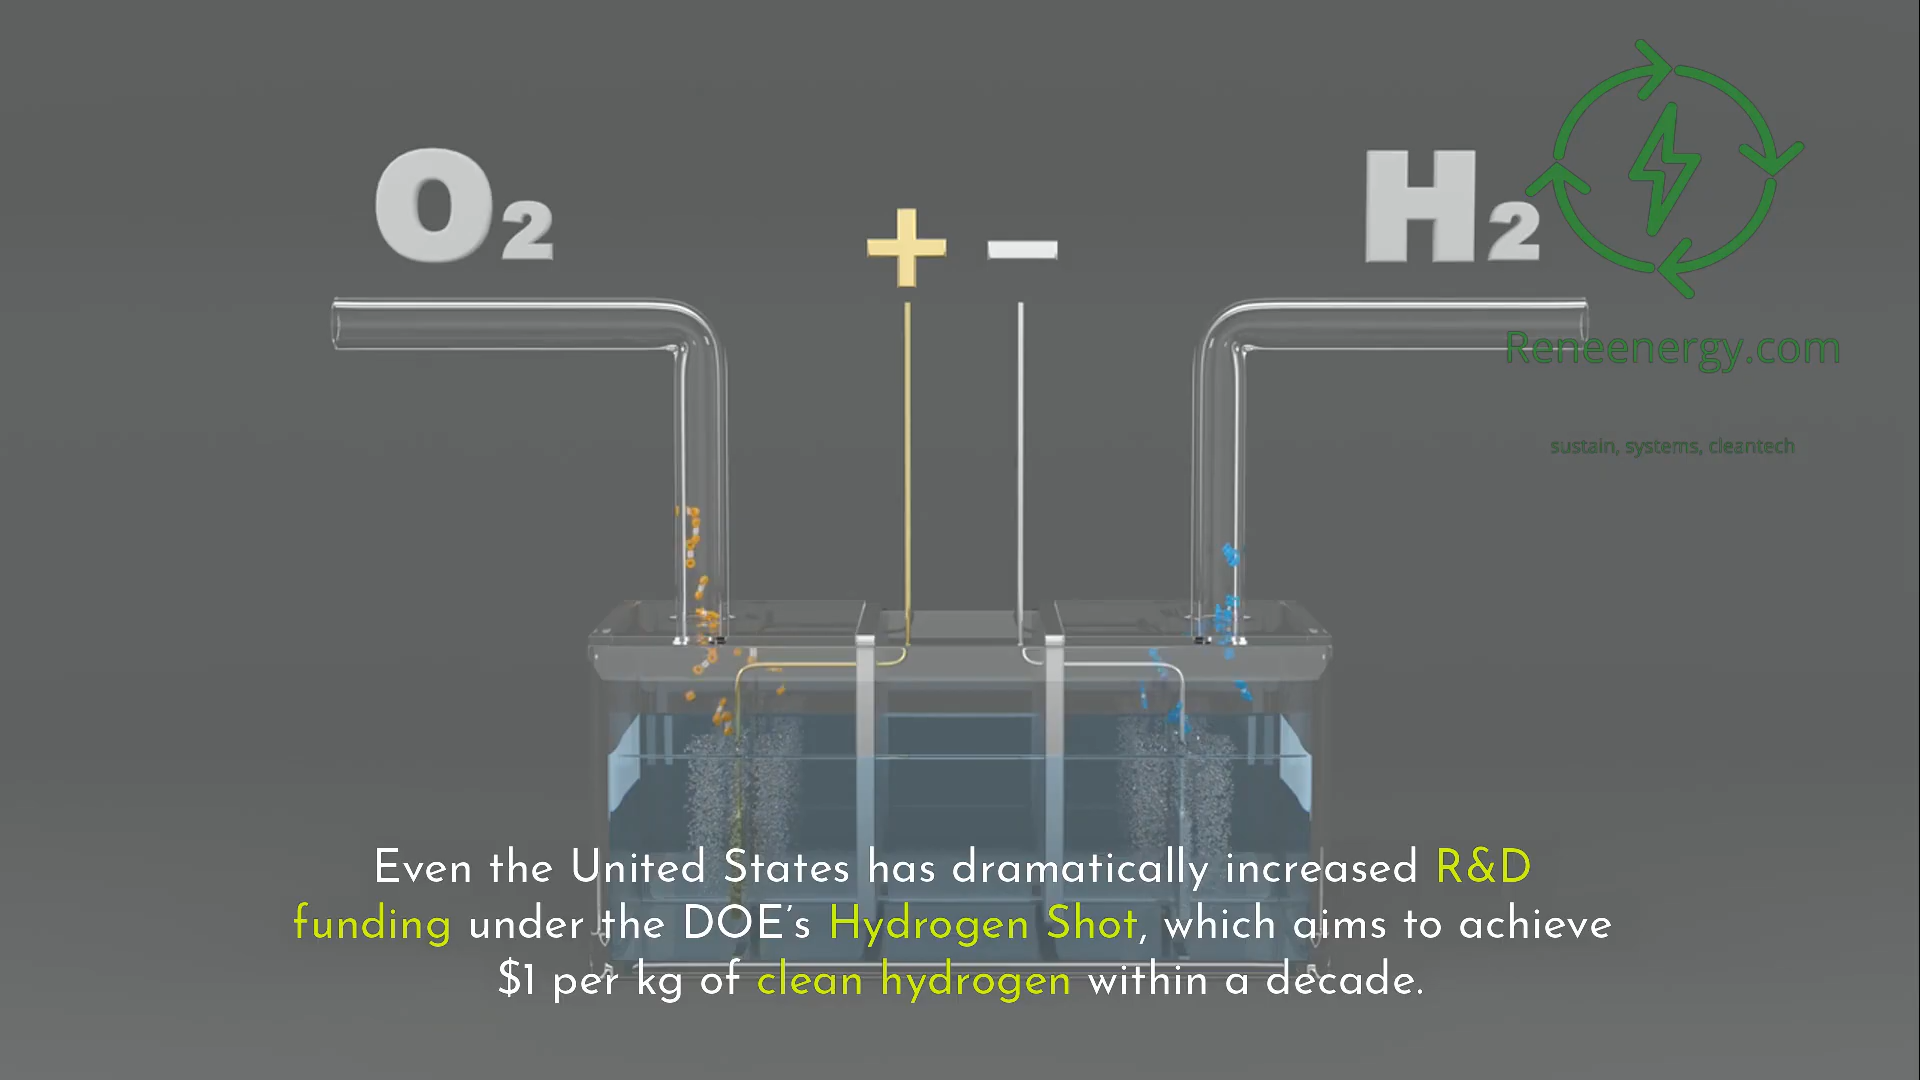 O2
+ −
H2
Reneenergy.com
sustain, systems, cleantech
Even the United States has dramatically increased R&D
funding under the DOE's Hydrogen Shot, which aims to achieve
$1 per kg of clean hydrogen within a decade.